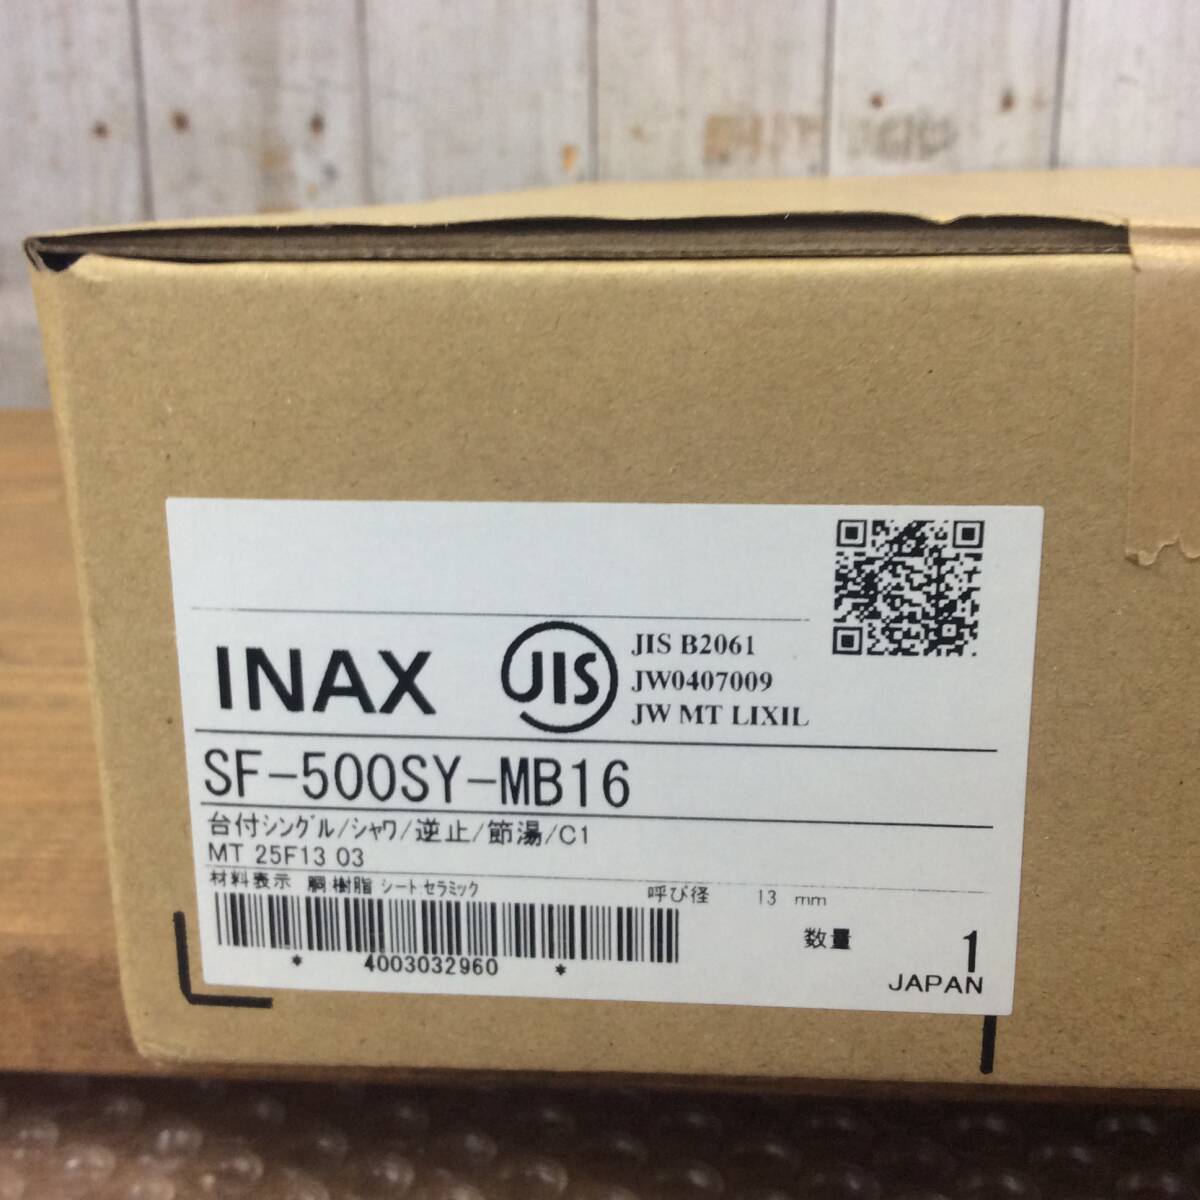 INAX
JIS
JIS B2061
JW0407009
JW MT LIXIL
SF-500SY-MB16
台付シングル/シャワ/逆止/節湯/C1
MT 25F13 03
材料表示 胴 樹脂 シート セラミック
呼び径 13 mm
* 4003032960 *
数量 1
JAPAN